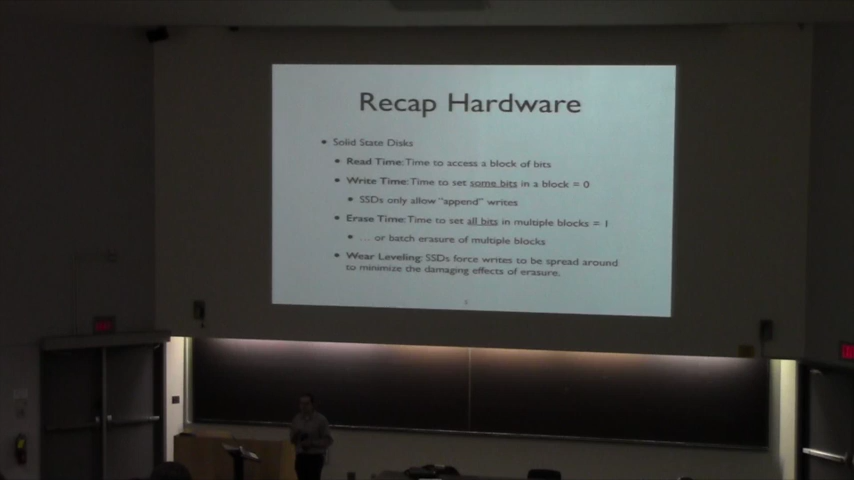 Recap Hardware
• Solid State Disks
• Read Time: Time to access a block of bits
• Write Time: Time to set some bits in a block = 0
• SSDs only allow “append” writes
• Erase Time: Time to set all bits in multiple blocks = 1
• ... or batch erasure of multiple blocks
• Wear Leveling: SSDs force writes to be spread around
to minimize the damaging effects of erasure.